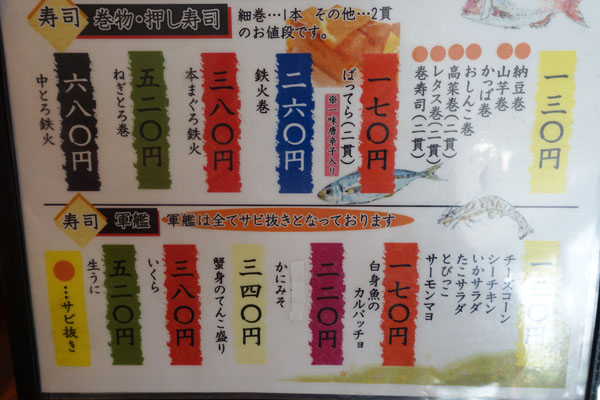 寿司 巻物・押し寿司
細巻…1本 その他…2貫
のお値段です。
一三〇円
納豆巻
山芋巻
かっぱ巻
おしんこ巻
高菜巻(二貫)
レタス巻(二貫)
巻寿司(二貫)
一七〇円
ばってら(二貫)
※一味唐辛子入り
二六〇円
鉄火巻
三八〇円
本まぐろ鉄火
五二〇円
ねぎとろ巻
六八〇円
中とろ鉄火
寿司 軍艦
軍艦は全てサビ抜きとなっております
チーズコーン
シーチキン
いかサラダ
たこサラダ
とびっこ
サーモンマヨ
一七〇円
白身魚の
カルパッチョ
二二〇円
かにみそ
三四〇円
蟹身のてんこ盛り
三八〇円
いくら
五二〇円
生うに
…サビ抜き